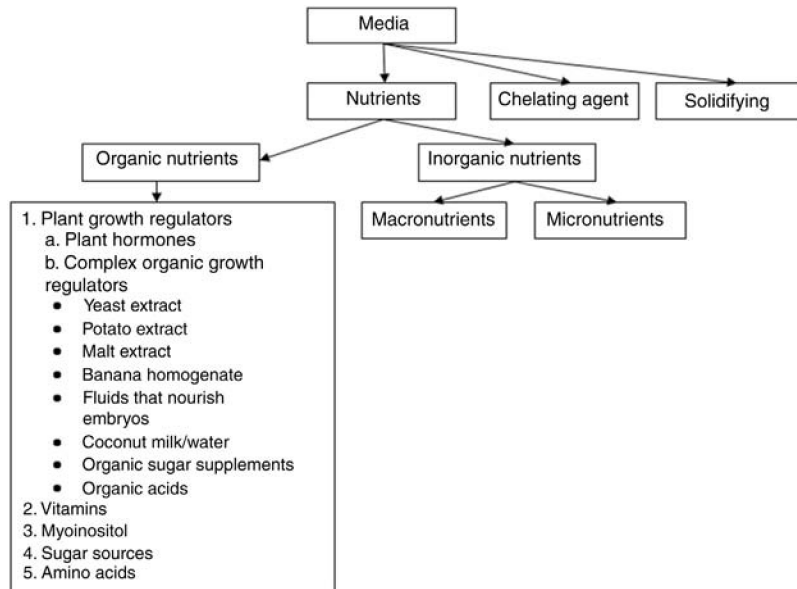 Media
Nutrients
Chelating agent
Solidifying
Organic nutrients
Inorganic nutrients
Macronutrients
Micronutrients
1. Plant growth regulators
a. Plant hormones
b. Complex organic growth
regulators
• Yeast extract
• Potato extract
• Malt extract
• Banana homogenate
• Fluids that nourish
embryos
• Coconut milk/water
• Organic sugar supplements
• Organic acids
2. Vitamins
3. Myoinositol
4. Sugar sources
5. Amino acids